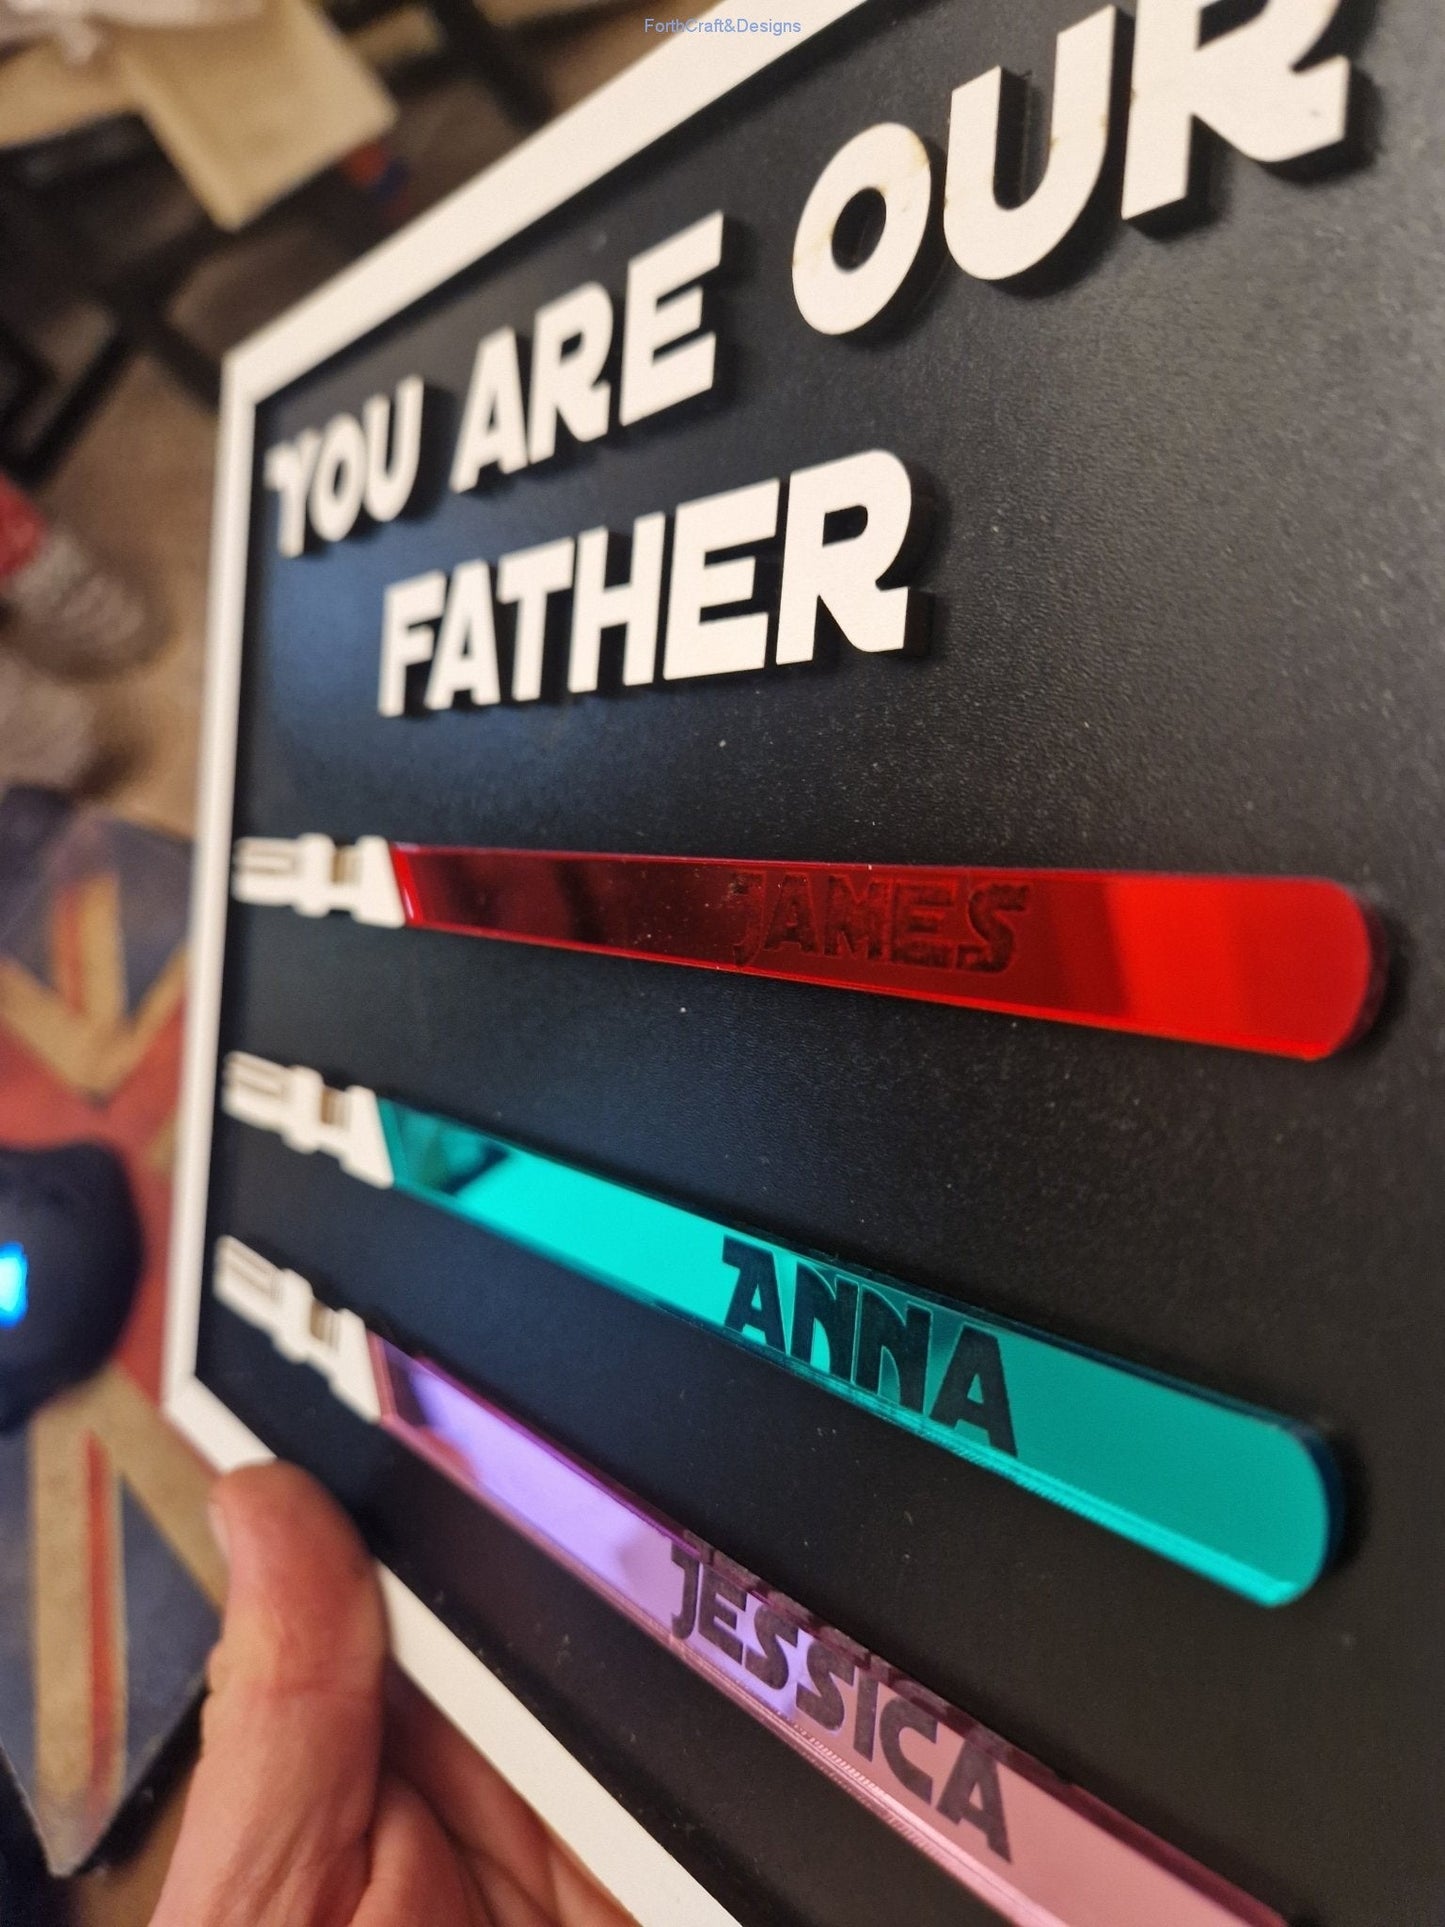 ForthCraft&Designs
YOU ARE OUR
FATHER
JAMES
ANNA
JESSICA